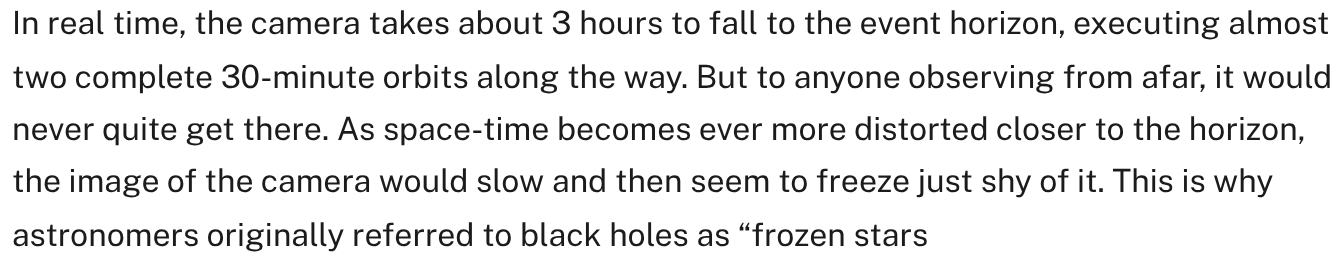 In real time, the camera takes about 3 hours to fall to the event horizon, executing almost
two complete 30-minute orbits along the way. But to anyone observing from afar, it would
never quite get there. As space-time becomes ever more distorted closer to the horizon,
the image of the camera would slow and then seem to freeze just shy of it. This is why
astronomers originally referred to black holes as “frozen stars